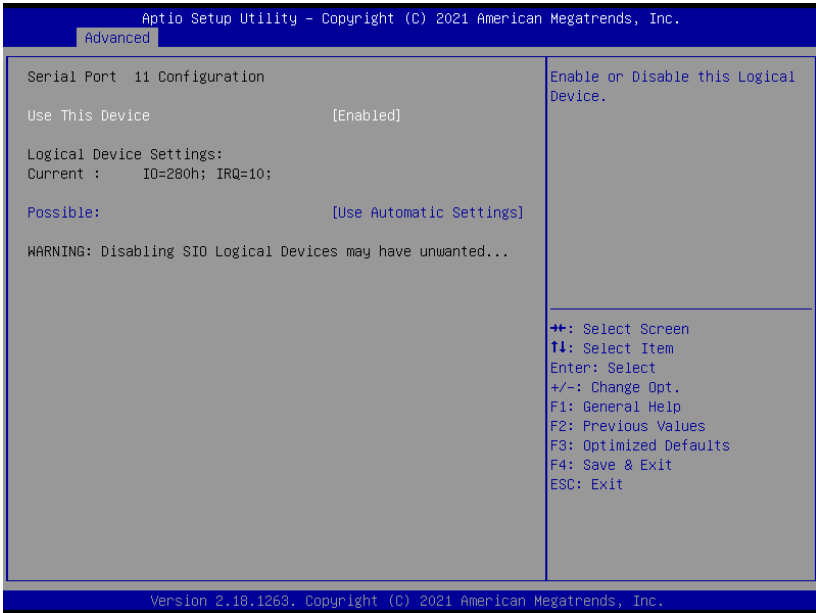 Aptio Setup Utility – Copyright (C) 2021 American Megatrends, Inc.
Advanced
Serial Port 11 Configuration
Use This Device [Enabled]
Logical Device Settings:
Current : IO=280h; IRQ=10;
Possible: [Use Automatic Settings]
WARNING: Disabling SIO Logical Devices may have unwanted...
Enable or Disable this Logical
Device.
→←: Select Screen
↑↓: Select Item
Enter: Select
+/-: Change Opt.
F1: General Help
F2: Previous Values
F3: Optimized Defaults
F4: Save & Exit
ESC: Exit
Version 2.18.1263. Copyright (C) 2021 American Megatrends, Inc.